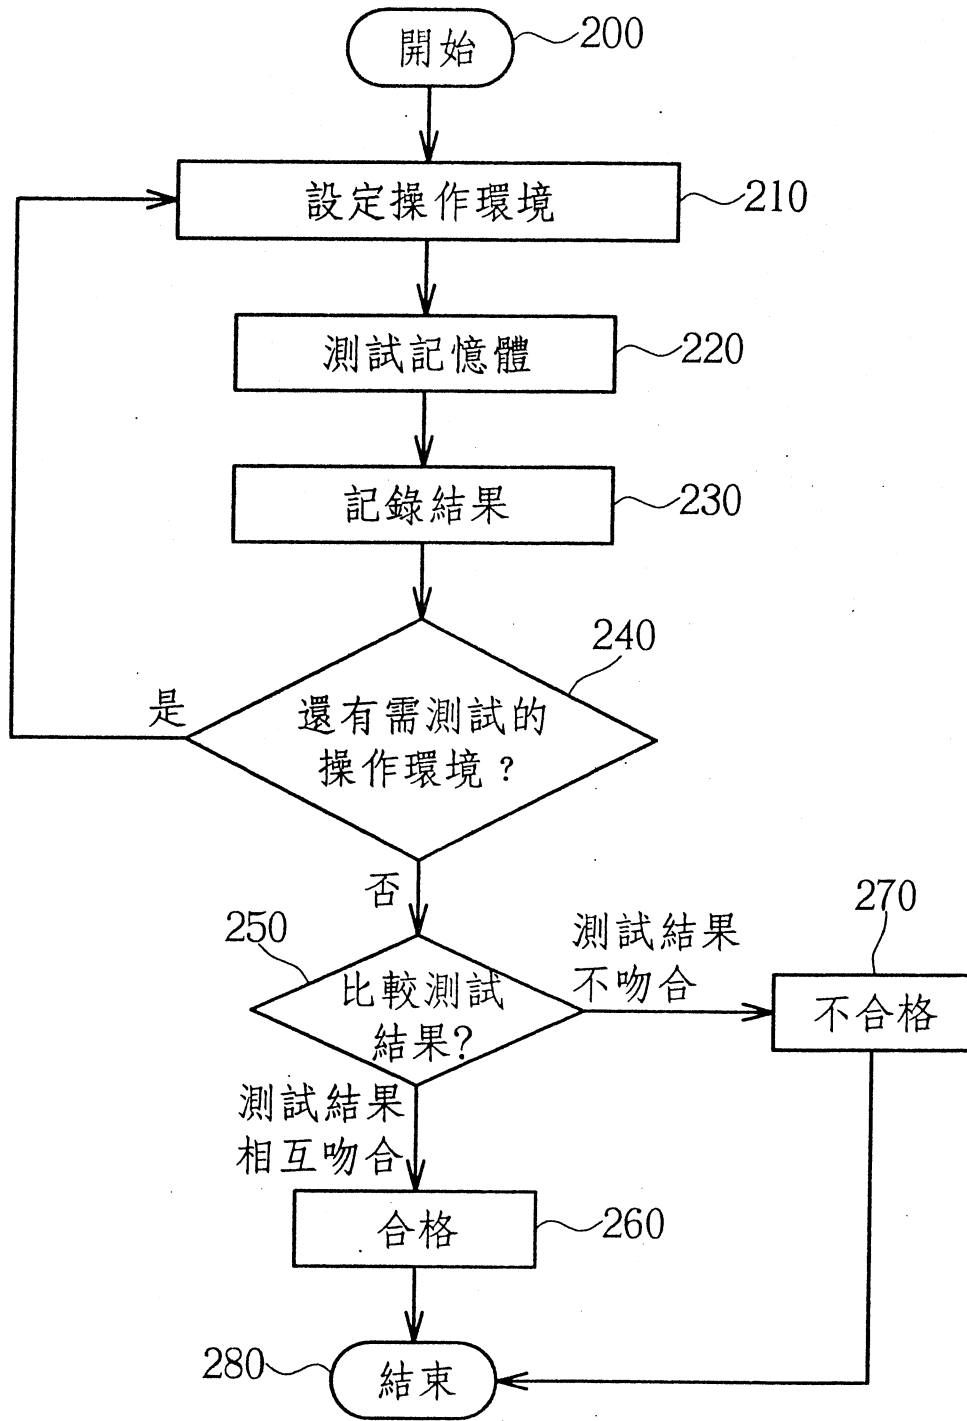 開始
200
設定操作環境
210
測試記憶體
220
記錄結果
230
240
是
還有需測試的
操作環境？
否
250
比較測試
結果?
測試結果
不吻合
270
不合格
測試結果
相互吻合
合格
260
結束
280